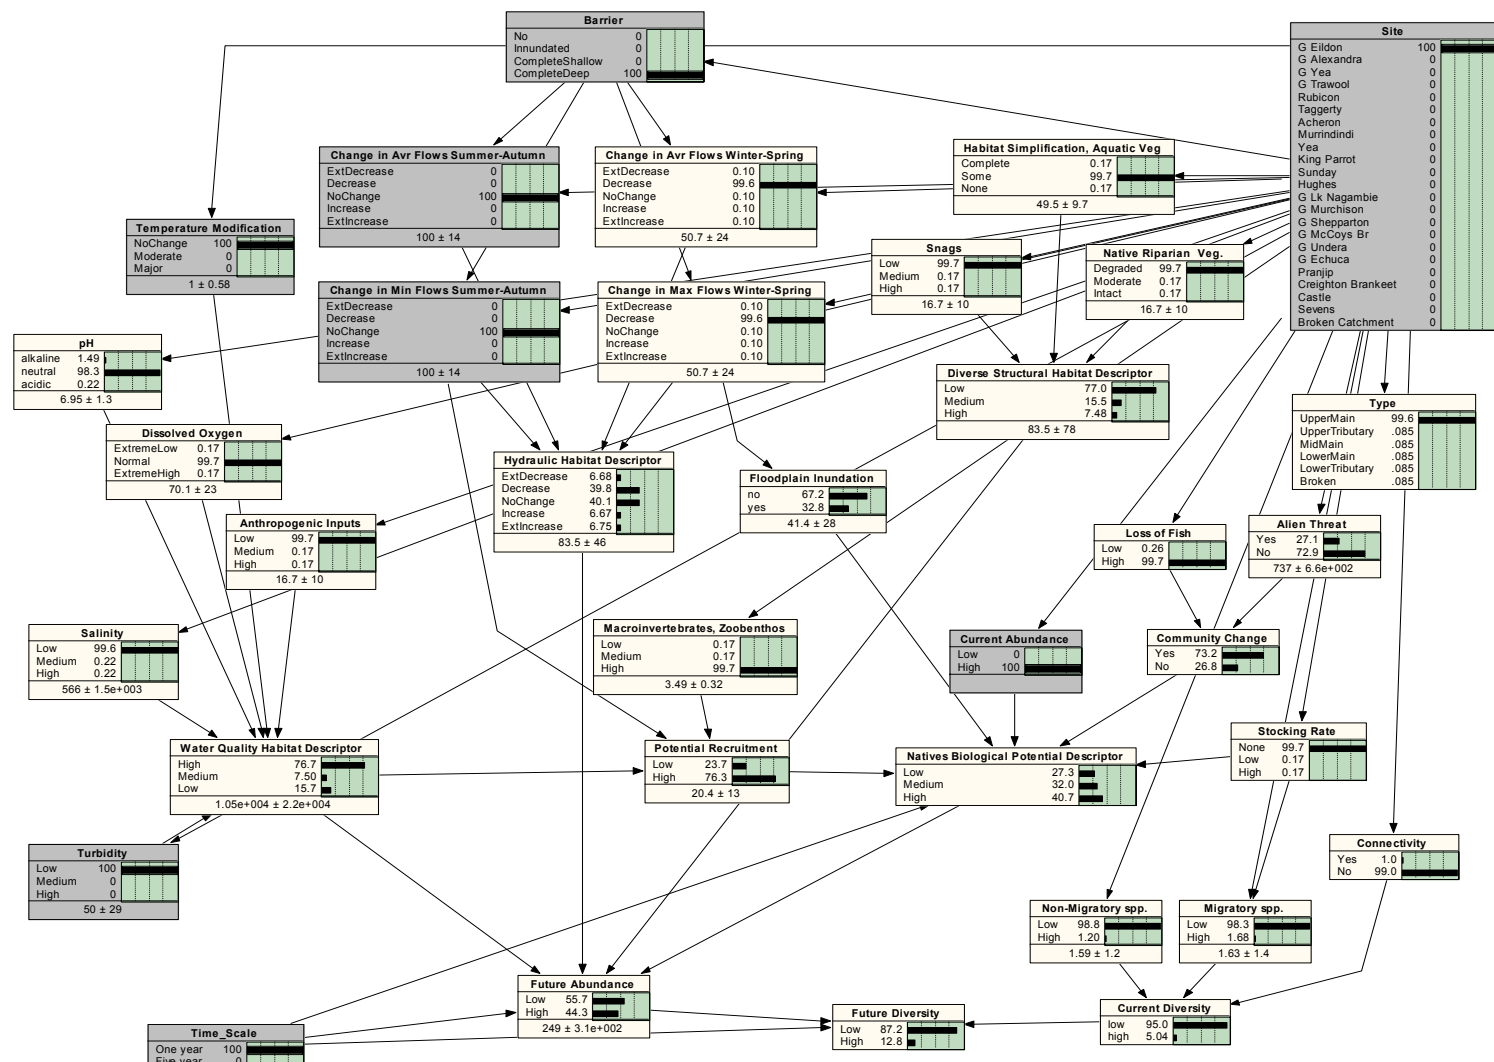 Barrier
No 0
Innundated 0
CompleteShallow 0
CompleteDeep 100
Site
G Eildon 100
G Alexandra 0
G Yea 0
G Trawool 0
Rubicon 0
Taggerty 0
Acheron 0
Murrindindi 0
Yea 0
King Parrot 0
Sunday 0
Hughes 0
G Lk Nagambie 0
G Murchison 0
G Shepparton 0
G McCoys Br 0
G Undera 0
G Echuca 0
Pranjip 0
Creighton Brankeet 0
Castle 0
Sevens 0
Broken Catchment 0
Change in Avr Flows Summer-Autumn
ExtDecrease 0
Decrease 0
NoChange 100
Increase 0
ExtIncrease 0
100 ± 14
Change in Avr Flows Winter-Spring
ExtDecrease 0.10
Decrease 99.6
NoChange 0.10
Increase 0.10
ExtIncrease 0.10
50.7 ± 24
Habitat Simplification, Aquatic Veg
Complete 0.17
Some 99.7
None 0.17
49.5 ± 9.7
Temperature Modification
NoChange 100
Moderate 0
Major 0
1 ± 0.58
Snags
Low 99.7
Medium 0.17
High 0.17
16.7 ± 10
Native Riparian Veg.
Degraded 99.7
Moderate 0.17
Intact 0.17
16.7 ± 10
Change in Min Flows Summer-Autumn
ExtDecrease 0
Decrease 0
NoChange 100
Increase 0
ExtIncrease 0
100 ± 14
Change in Max Flows Winter-Spring
ExtDecrease 0.10
Decrease 99.6
NoChange 0.10
Increase 0.10
ExtIncrease 0.10
50.7 ± 24
pH
alkaline 1.49
neutral 98.3
acidic 0.22
6.95 ± 1.3
Diverse Structural Habitat Descriptor
Low 77.0
Medium 15.5
High 7.48
83.5 ± 78
Type
UpperMain 99.6
UpperTributary .085
MidMain .085
LowerMain .085
LowerTributary .085
Broken .085
Dissolved Oxygen
ExtremeLow 0.17
Normal 99.7
ExtremeHigh 0.17
70.1 ± 23
Hydraulic Habitat Descriptor
ExtDecrease 6.68
Decrease 39.8
NoChange 40.1
Increase 6.67
ExtIncrease 6.75
83.5 ± 46
Floodplain Inundation
no 67.2
yes 32.8
41.4 ± 28
Anthropogenic Inputs
Low 99.7
Medium 0.17
High 0.17
16.7 ± 10
Loss of Fish
Low 0.26
High 99.7
Alien Threat
Yes 27.1
No 72.9
737 ± 6.6e+002
Salinity
Low 99.6
Medium 0.22
High 0.22
566 ± 1.5e+003
Macroinvertebrates, Zoobenthos
Low 0.17
Medium 0.17
High 99.7
3.49 ± 0.32
Current Abundance
Low 0
High 100
Community Change
Yes 73.2
No 26.8
Water Quality Habitat Descriptor
High 76.7
Medium 7.50
Low 15.7
1.05e+004 ± 2.2e+004
Potential Recruitment
Low 23.7
High 76.3
20.4 ± 13
Natives Biological Potential Descriptor
Low 27.3
Medium 32.0
High 40.7
Stocking Rate
None 99.7
Low 0.17
High 0.17
Turbidity
Low 100
Medium 0
High 0
50 ± 29
Connectivity
Yes 1.0
No 99.0
Non-Migratory spp.
Low 98.8
High 1.20
1.59 ± 1.2
Migratory spp.
Low 98.3
High 1.68
1.63 ± 1.4
Future Abundance
Low 55.7
High 44.3
249 ± 3.1e+002
Future Diversity
Low 87.2
High 12.8
Current Diversity
low 95.0
high 5.04
Time_Scale
One year 100
Five year 0